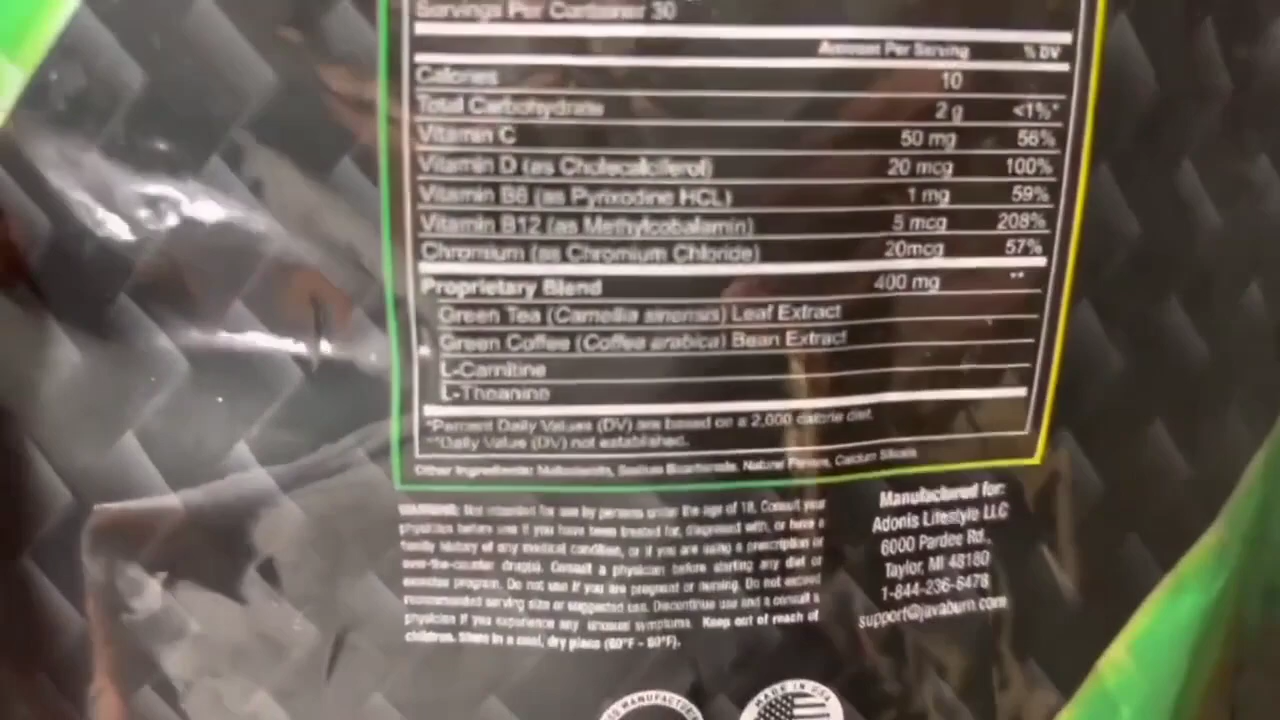 Servings Per Container 30
Amount Per Serving % DV
Calories 10
Total Carbohydrate 2 g <1%*
Vitamin C 50 mg 56%
Vitamin D (as Cholecalciferol) 20 mcg 100%
Vitamin B6 (as Pyrixodine HCL) 1 mg 59%
Vitamin B12 (as Methylcobalamin) 5 mcg 208%
Chromium (as Chromium Chloride) 20mcg 57%
Proprietary Blend 400 mg **
Green Tea (Camellia sinensis) Leaf Extract
Green Coffee (Coffea arabica) Bean Extract
L-Carnitine
L-Theanine
*Percent Daily Values (DV) are based on a 2,000 calorie diet.
**Daily Value (DV) not established.
Other Ingredients: Maltodextrin, Sodium Bicarbonate, Natural Flavors, Calcium Silicate
WARNING: Not intended for use by persons under the age of 18. Consult your
physician before use if you have been treated for, diagnosed with, or have a
family history of any medical condition, or if you are using a prescription or
over-the-counter drug(s). Consult a physician before starting any diet or
exercise program. Do not use if you are pregnant or nursing. Do not exceed
recommended serving size or suggested use. Discontinue use and a consult a
physician if you experience any unusual symptoms. Keep out of reach of
children. Store in a cool, dry place (60°F - 80°F).
Manufactured for:
Adonis Lifestyle LLC
6000 Pardee Rd.,
Taylor, MI 48180
1-844-236-6478
support@javaburn.com
MANUFACTURE
MADE IN USA